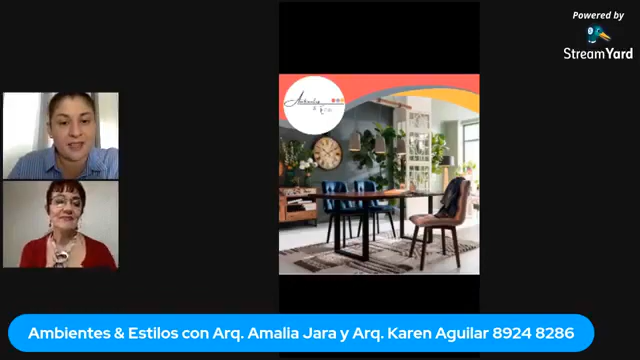 Powered by
StreamYard
Ambientes & Estilos con Arq. Amalia Jara y Arq. Karen Aguilar 8924 8286